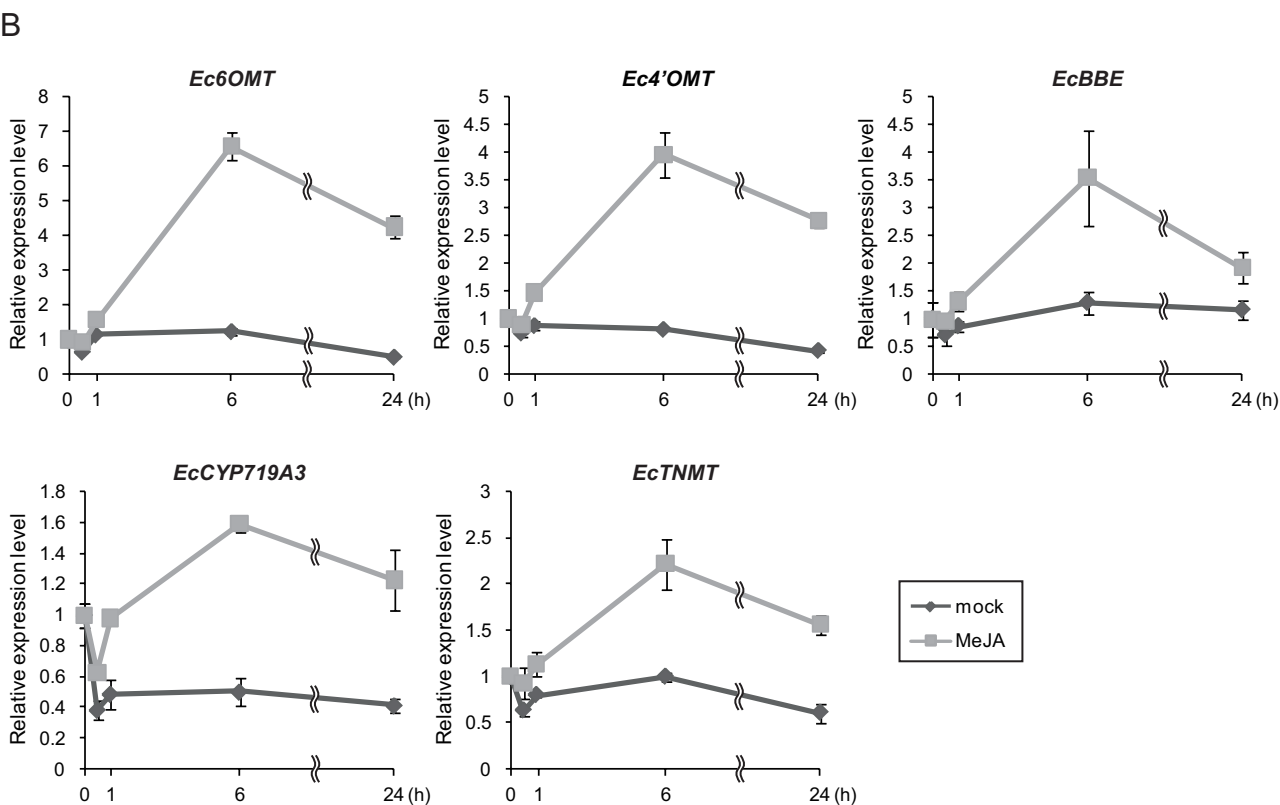 B
Ec6OMT
Relative expression level
8
7
6
5
4
3
2
1
0
0 1 6 24 (h)
Ec4’OMT
Relative expression level
5
4.5
4
3.5
3
2.5
2
1.5
1
0.5
0
0 1 6 24 (h)
EcBBE
Relative expression level
5
4.5
4
3.5
3
2.5
2
1.5
1
0.5
0
0 1 6 24 (h)
EcCYP719A3
Relative expression level
1.8
1.6
1.4
1.2
1
0.8
0.6
0.4
0.2
0
0 1 6 24 (h)
EcTNMT
Relative expression level
3
2.5
2
1.5
1
0.5
0
0 1 6 24 (h)
mock
MeJA